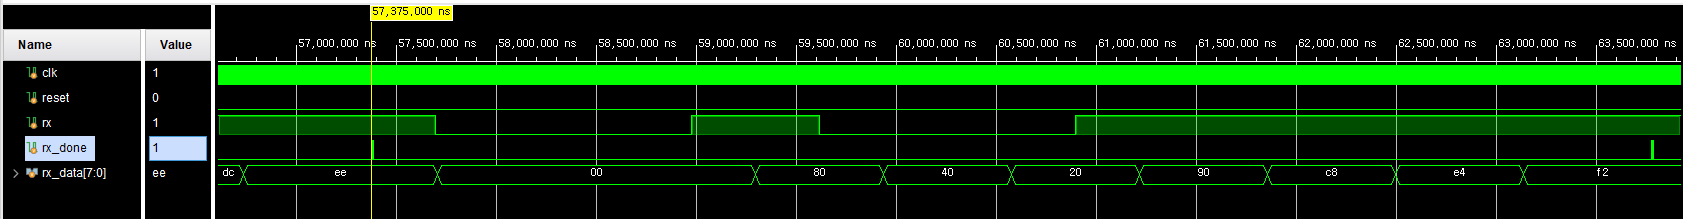 57,375,000 ns
Name Value
57,000,000 ns 57,500,000 ns 58,000,000 ns 58,500,000 ns 59,000,000 ns 59,500,000 ns 60,000,000 ns 60,500,000 ns 61,000,000 ns 61,500,000 ns 62,000,000 ns 62,500,000 ns 63,000,000 ns 63,500,000 ns
clk 1
reset 0
rx 1
rx_done 1
rx_data[7:0] ee dc ee 00 80 40 20 90 c8 e4 f2